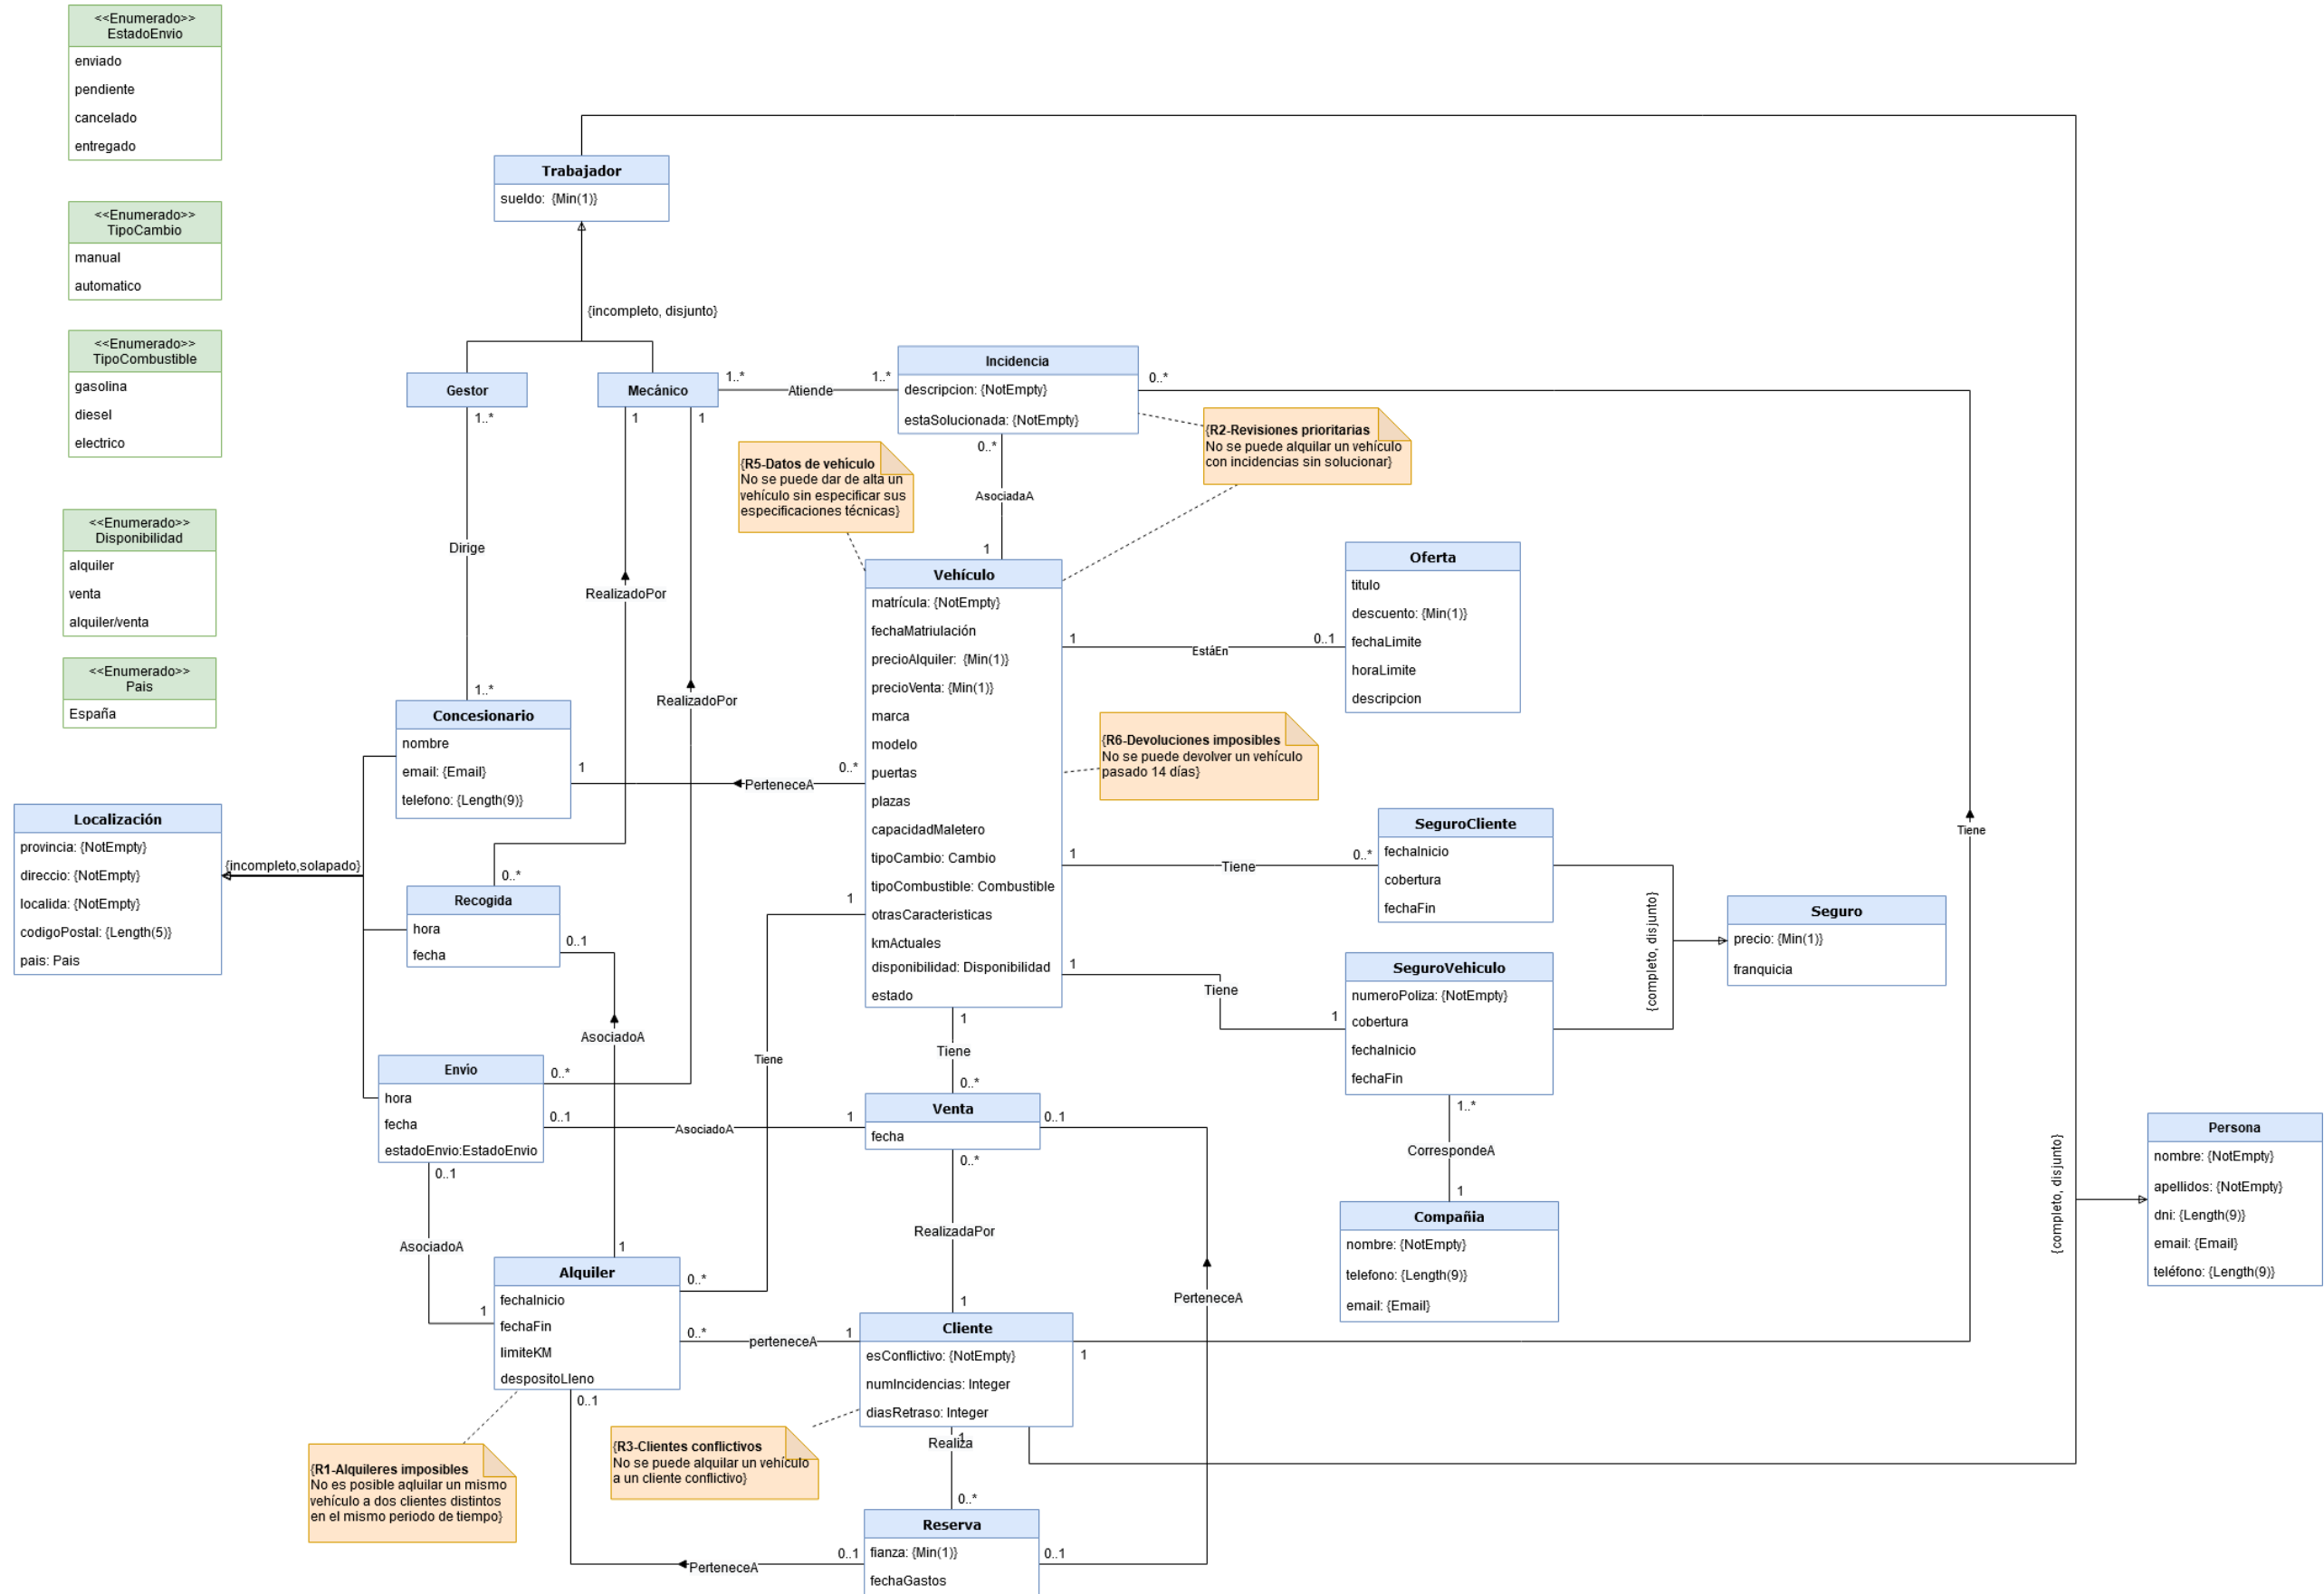 <<Enumerado>>
EstadoEnvio
enviado
pendiente
cancelado
entregado
<<Enumerado>>
TipoCambio
manual
automatico
<<Enumerado>>
TipoCombustible
gasolina
diesel
electrico
<<Enumerado>>
Disponibilidad
alquiler
venta
alquiler/venta
<<Enumerado>>
Pais
España
Trabajador
sueldo: {Min(1)}
{incompleto, disjunto}
Gestor
1..*
Dirige
1..*
Mecánico
1
1
1..*
Atiende
1..*
RealizadoPor
RealizadoPor
Incidencia
descripcion: {NotEmpty}
estaSolucionada: {NotEmpty}
0..*
0..*
AsociadaA
1
{R2-Revisiones prioritarias
No se puede alquilar un vehículo
con incidencias sin solucionar}
{R5-Datos de vehículo
No se puede dar de alta un
vehículo sin especificar sus
especificaciones técnicas}
Vehículo
matrícula: {NotEmpty}
fechaMatriulación
precioAlquiler: {Min(1)}
precioVenta: {Min(1)}
marca
modelo
puertas
plazas
capacidadMaletero
tipoCambio: Cambio
tipoCombustible: Combustible
otrasCaracteristicas
kmActuales
disponibilidad: Disponibilidad
estado
1
EstáEn
0..1
Oferta
titulo
descuento: {Min(1)}
fechaLimite
horaLimite
descripcion
{R6-Devoluciones imposibles
No se puede devolver un vehículo
pasado 14 días}
Concesionario
nombre
email: {Email}
telefono: {Length(9)}
1
PerteneceA
0..*
Localización
provincia: {NotEmpty}
direccio: {NotEmpty}
localida: {NotEmpty}
codigoPostal: {Length(5)}
pais: Pais
{incompleto,solapado}
Recogida
hora
fecha
0..*
0..1
AsociadoA
1
1
Tiene
0..*
SeguroCliente
fechaInicio
cobertura
fechaFin
1
Tiene
1
SeguroVehiculo
numeroPoliza: {NotEmpty}
cobertura
fechaInicio
fechaFin
{completo, disjunto}
Seguro
precio: {Min(1)}
franquicia
Tiene
1..*
CorrespondeA
1
Compañia
nombre: {NotEmpty}
telefono: {Length(9)}
email: {Email}
Envio
hora
fecha
estadoEnvio:EstadoEnvio
0..*
0..1
AsociadoA
1
0..1
AsociadoA
1
1
Tiene
0..*
1
Tiene
0..*
Venta
fecha
0..1
0..*
RealizadaPor
1
PerteneceA
Persona
nombre: {NotEmpty}
apellidos: {NotEmpty}
dni: {Length(9)}
email: {Email}
teléfono: {Length(9)}
{completo, disjunto}
Alquiler
fechaInicio
fechaFin
limiteKM
despositoLleno
0..*
perteneceA
1
0..1
Cliente
esConflictivo: {NotEmpty}
numIncidencias: Integer
diasRetraso: Integer
1
1
Realiza
0..*
{R1-Alquileres imposibles
No es posible aqluilar un mismo
vehículo a dos clientes distintos
en el mismo periodo de tiempo}
{R3-Clientes conflictivos
No se puede alquilar un vehículo
a un cliente conflictivo}
Reserva
fianza: {Min(1)}
fechaGastos
PerteneceA
0..1
0..1